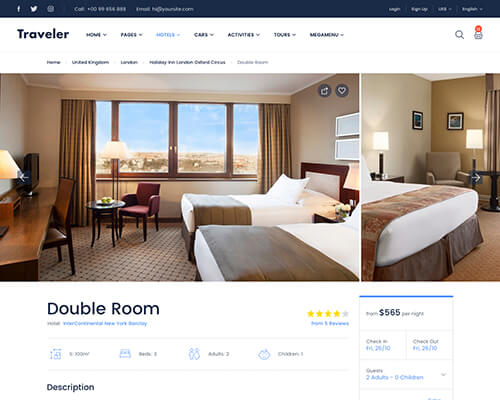 Call: +00 99 856 888 Email: hi@yoursite.com Login Sign Up US$ English
Traveler HOME PAGES HOTELS CARS ACTIVITIES TOURS MEGAMENU
Home United Kingdom London Holiday Inn London Oxford Circus Double Room
Double Room
Hotel: InterContinental New York Barclay
from 5 Reviews
S: 100m² Beds: 3 Adults: 2 Children: 1
Description
from $565 per night
Check In Check Out
Fri, 26/10 Fri, 26/10
Guests
2 Adults - 0 Children